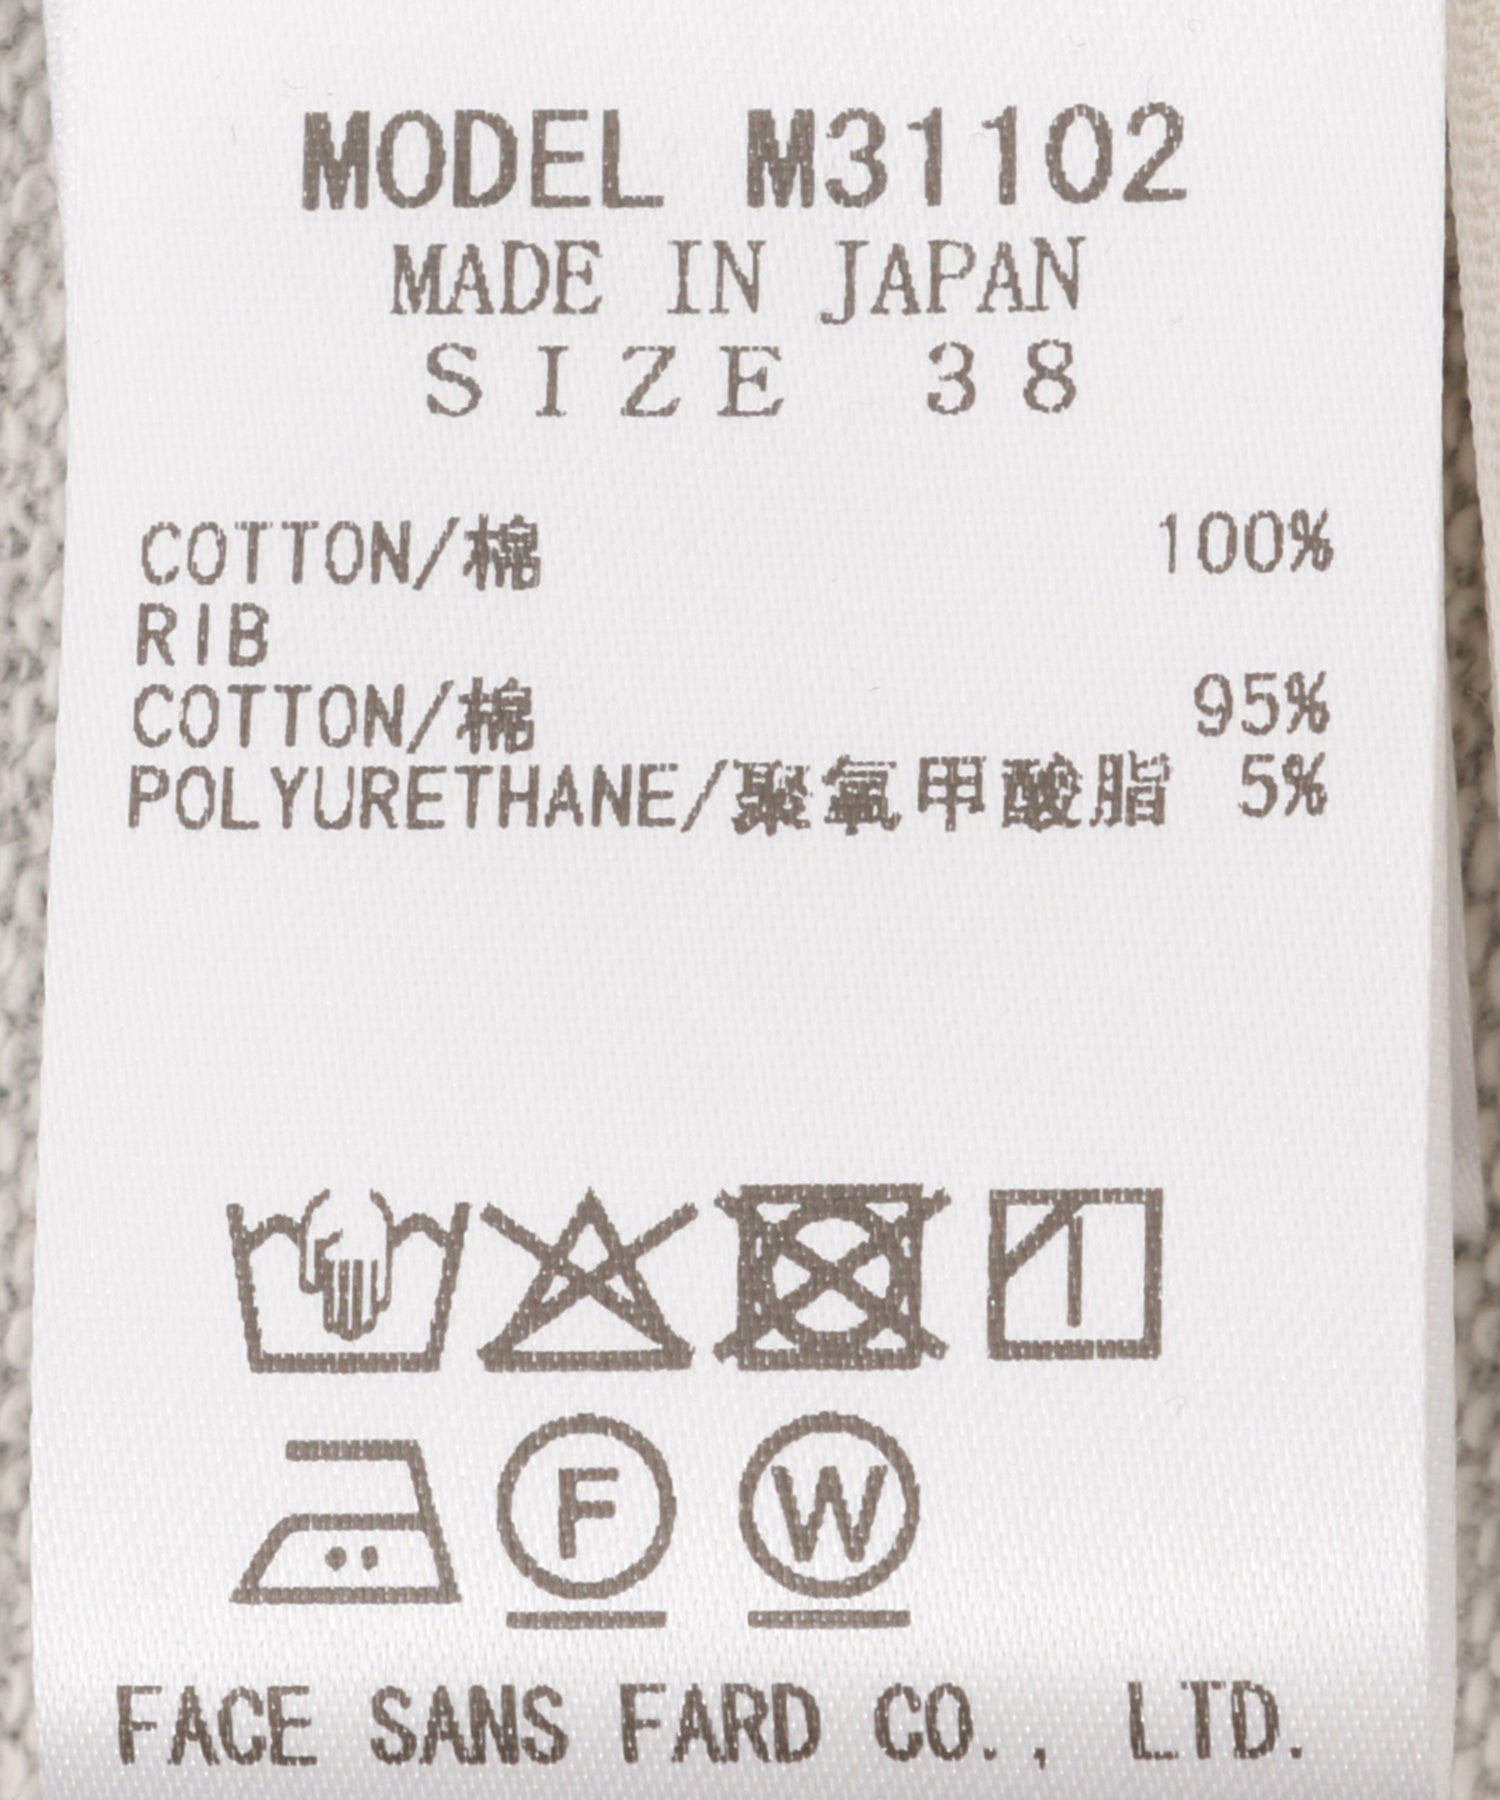 MODEL M31102
MADE IN JAPAN
SIZE 38
COTTON/棉 100%
RIB
COTTON/棉 95%
POLYURETHANE/聚氨甲酸脂 5%
F W
FACE SANS FARD CO., LTD.